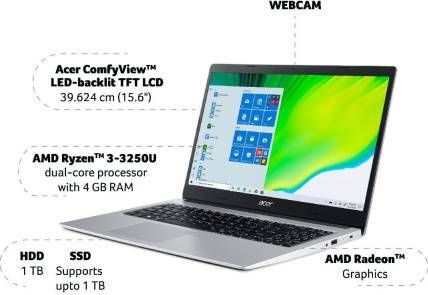 WEBCAM
Acer ComfyView™
LED-backlit TFT LCD
39.624 cm (15.6")
AMD Ryzen™ 3-3250U
dual-core processor
with 4 GB RAM
acer
HDD
1 TB
SSD
Supports
upto 1 TB
AMD Radeon™
Graphics